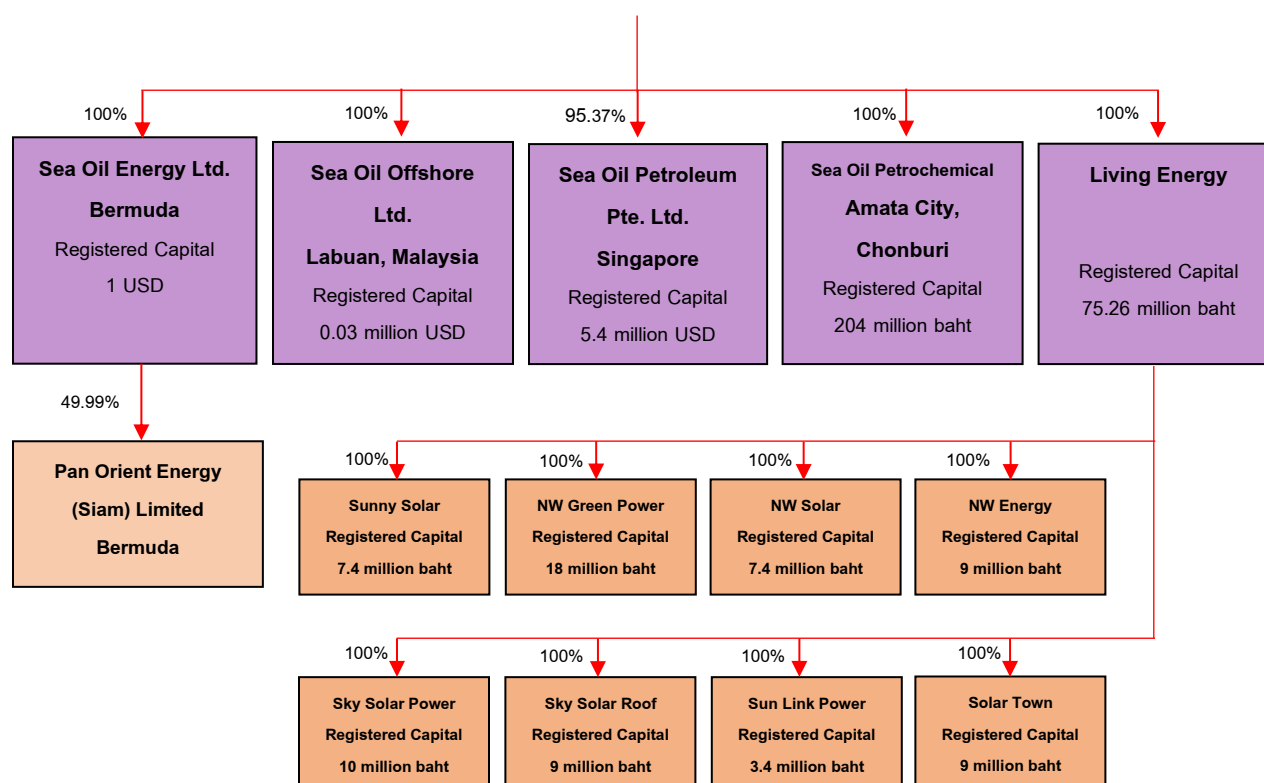 100%
100%
95.37%
100%
100%
Sea Oil Energy Ltd.
Bermuda
Registered Capital
1 USD
Sea Oil Offshore
Ltd.
Labuan, Malaysia
Registered Capital
0.03 million USD
Sea Oil Petroleum
Pte. Ltd.
Singapore
Registered Capital
5.4 million USD
Sea Oil Petrochemical
Amata City,
Chonburi
Registered Capital
204 million baht
Living Energy
Registered Capital
75.26 million baht
49.99%
Pan Orient Energy
(Siam) Limited
Bermuda
100%
100%
100%
100%
Sunny Solar
Registered Capital
7.4 million baht
NW Green Power
Registered Capital
18 million baht
NW Solar
Registered Capital
7.4 million baht
NW Energy
Registered Capital
9 million baht
100%
100%
100%
100%
Sky Solar Power
Registered Capital
10 million baht
Sky Solar Roof
Registered Capital
9 million baht
Sun Link Power
Registered Capital
3.4 million baht
Solar Town
Registered Capital
9 million baht